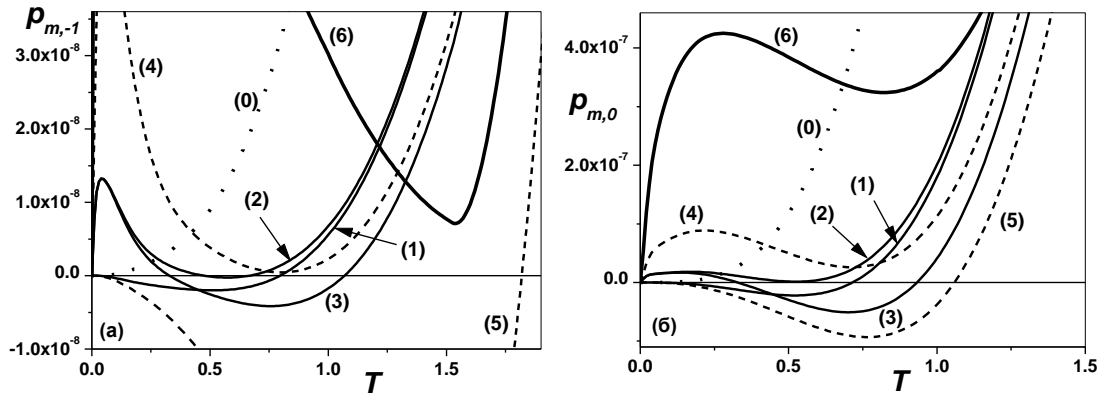 p_{m,-1}
3.0x10^{-8}
2.0x10^{-8}
1.0x10^{-8}
0.0
-1.0x10^{-8}
(4)
(0)
(6)
(2)
(1)
(3)
(5)
(а)
0.0 0.5 1.0 1.5
T
p_{m,0}
4.0x10^{-7}
2.0x10^{-7}
0.0
(6)
(0)
(1)
(2)
(4)
(5)
(3)
(б)
0.0 0.5 1.0 1.5
T